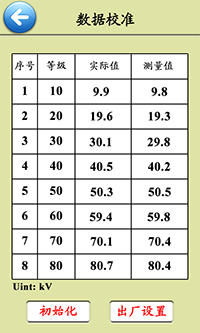 数据校准
序号 等级 实际值 测量值
1 10 9.9 9.8
2 20 19.6 19.3
3 30 30.1 29.8
4 40 40.5 40.2
5 50 50.3 50.5
6 60 59.4 59.8
7 70 70.1 70.4
8 80 80.7 80.4
Uint: kV
初始化 出厂设置